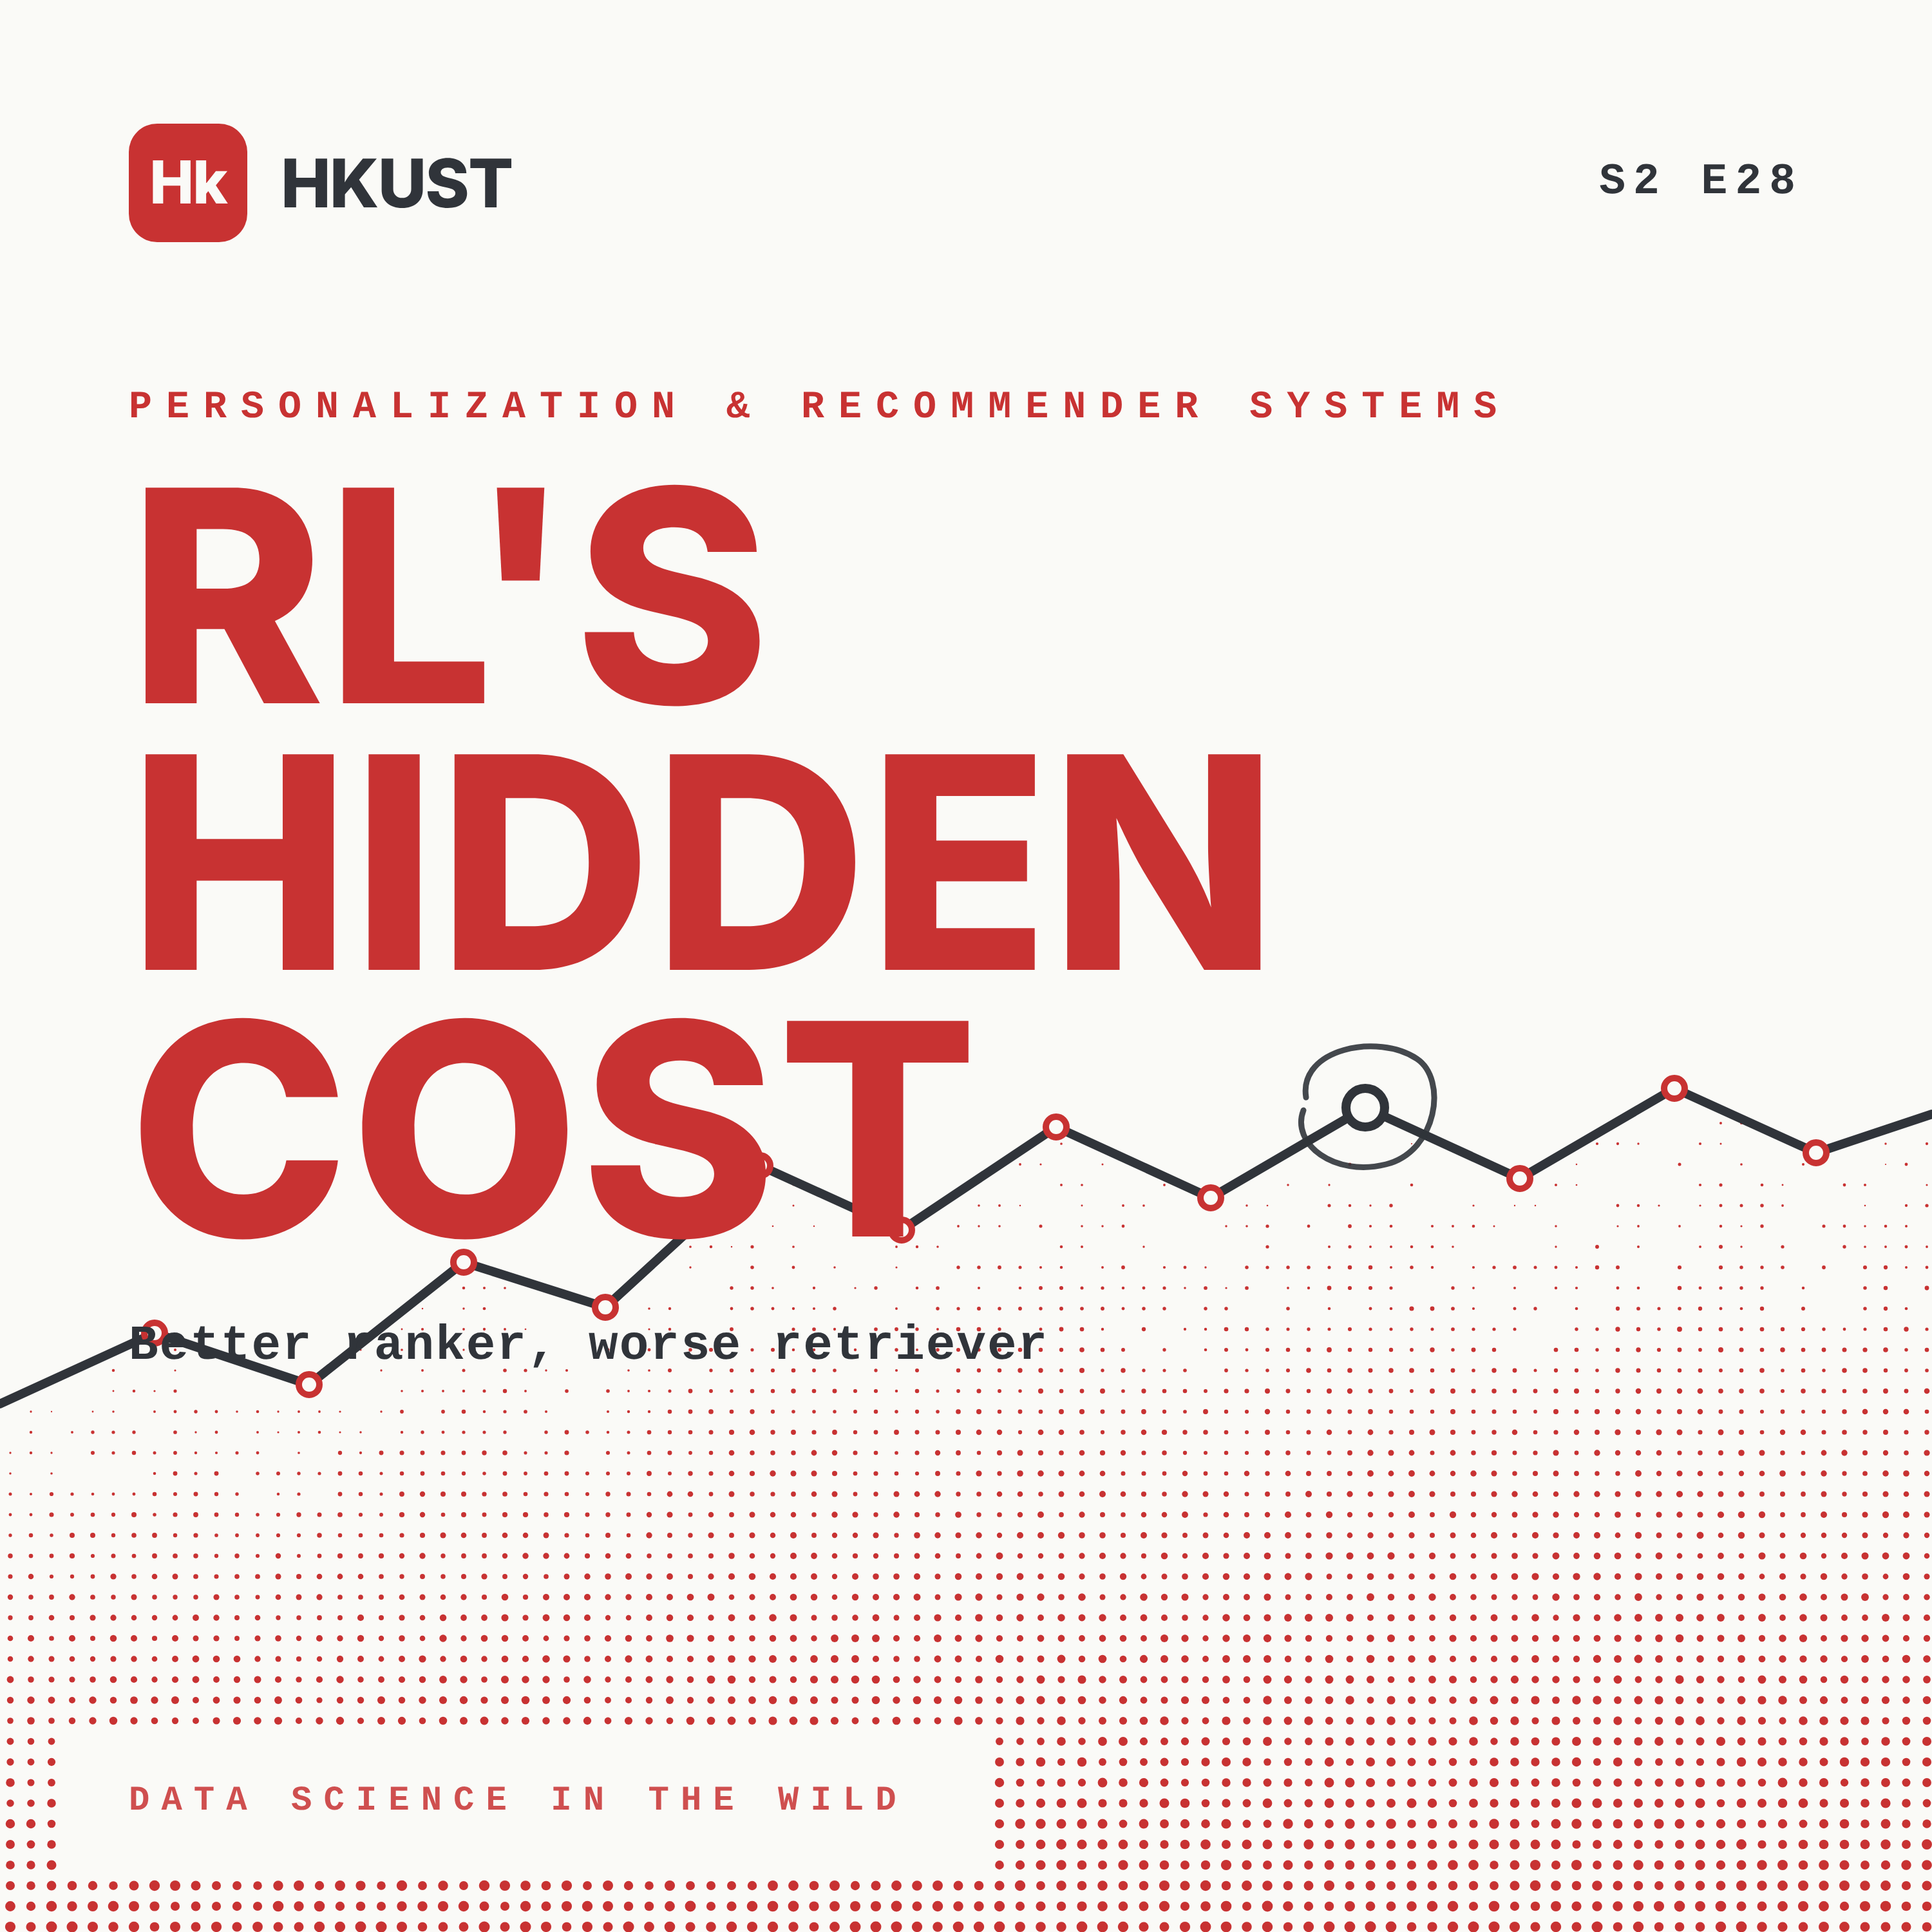 Hk HKUST
S2 E28
PERSONALIZATION & RECOMMENDER SYSTEMS
RL'S
HIDDEN
COST
Better ranker, worse retriever
DATA SCIENCE IN THE WILD